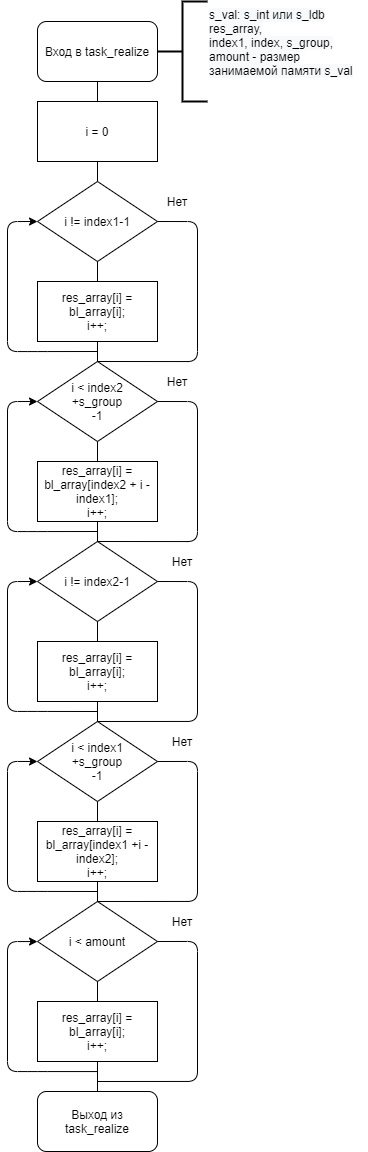 Вход в task_realize
s_val: s_int или s_ldb
res_array,
index1, index, s_group,
amount - размер
занимаемой памяти s_val
i = 0
i != index1-1
Нет
res_array[i] =
bl_array[i];
i++;
i < index2
+s_group
-1
Нет
res_array[i] =
bl_array[index2 + i -
index1];
i++;
i != index2-1
Нет
res_array[i] =
bl_array[i];
i++;
i < index1
+s_group
-1
Нет
res_array[i] =
bl_array[index1 +i -
index2];
i++;
i < amount
Нет
res_array[i] =
bl_array[i];
i++;
Выход из
task_realize